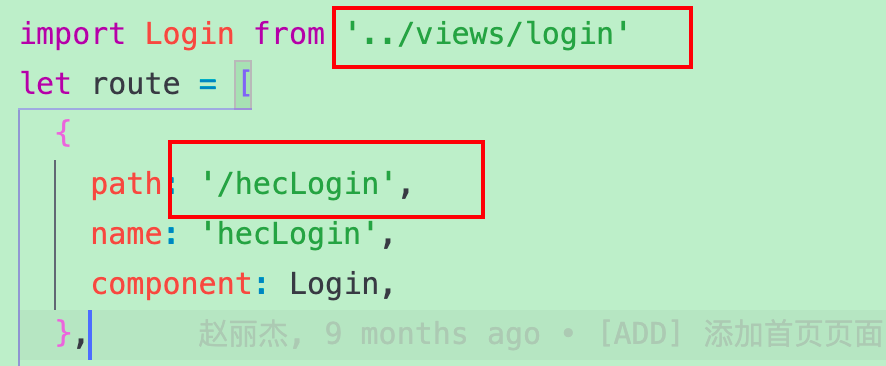 import Login from '../views/login'
let route = [
{
path: '/hecLogin',
name: 'hecLogin',
component: Login,
}, 赵丽杰, 9 months ago • [ADD] 添加首页页面